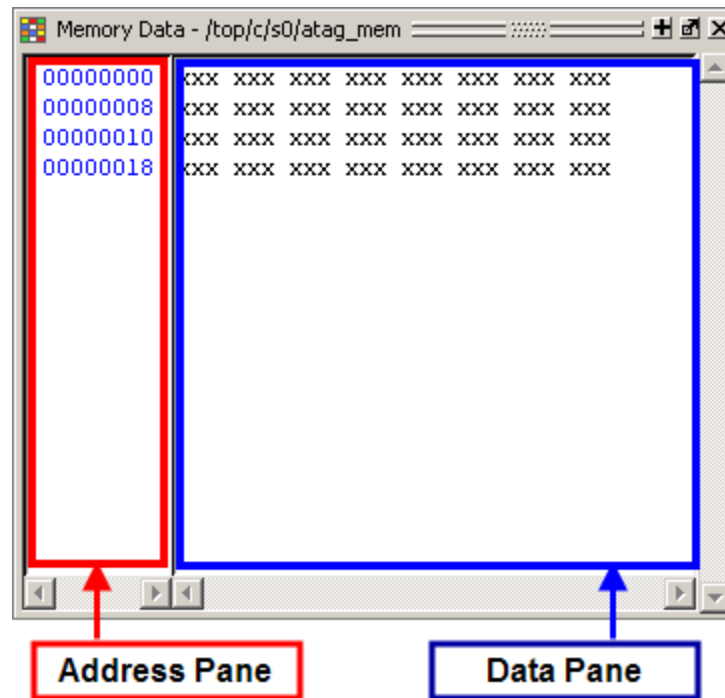 Memory Data - /top/c/s0/atag_mem
00000000 xxx xxx xxx xxx xxx xxx xxx xxx
00000008 xxx xxx xxx xxx xxx xxx xxx xxx
00000010 xxx xxx xxx xxx xxx xxx xxx xxx
00000018 xxx xxx xxx xxx xxx xxx xxx xxx
Address Pane Data Pane